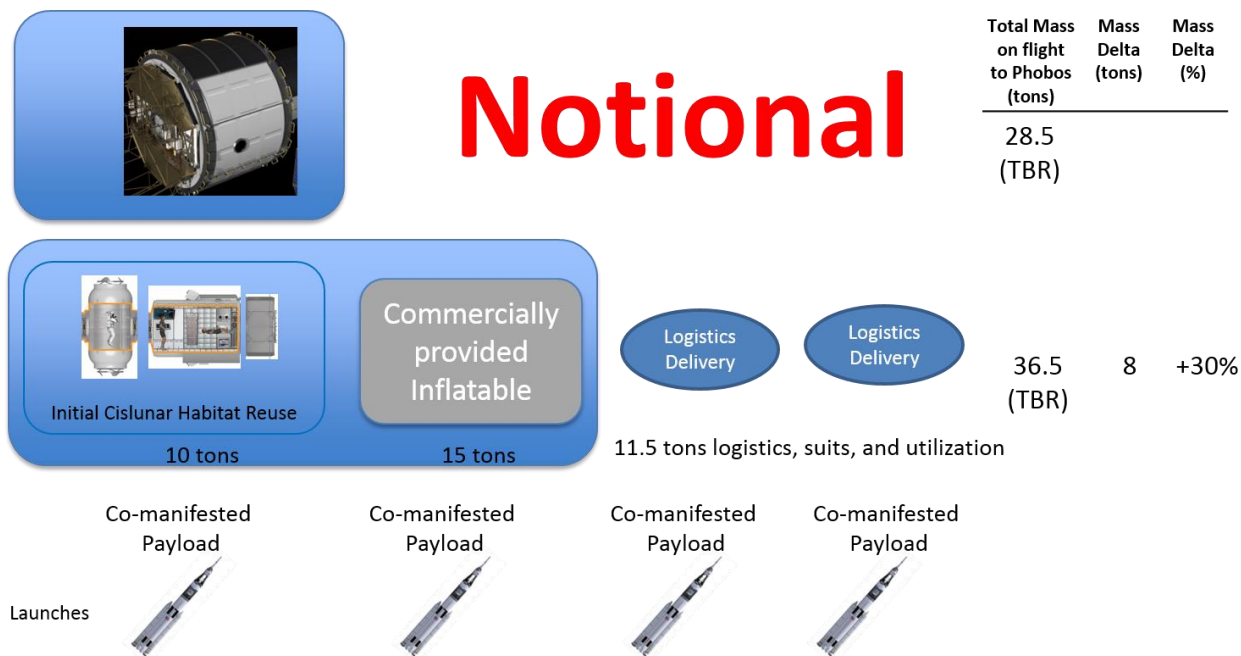 Notional
Total Mass
on flight
to Phobos
(tons)
Mass
Delta
(tons)
Mass
Delta
(%)
28.5
(TBR)
Initial Cislunar Habitat Reuse
10 tons
Commercially
provided
Inflatable
15 tons
Logistics
Delivery
Logistics
Delivery
11.5 tons logistics, suits, and utilization
36.5
(TBR)
8
+30%
Co-manifested
Payload
Co-manifested
Payload
Co-manifested
Payload
Co-manifested
Payload
Launches